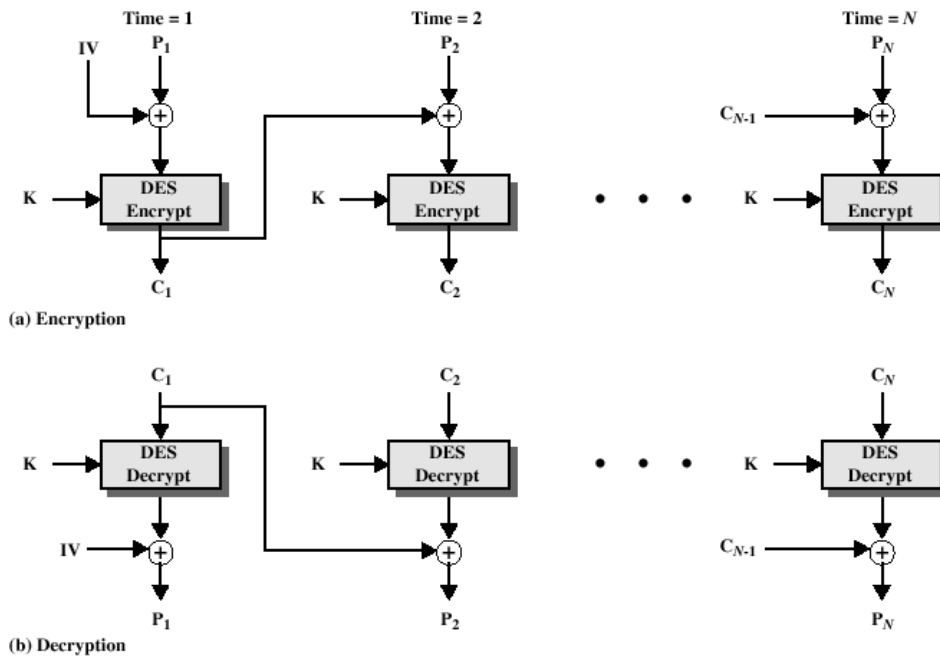 Time = 1 Time = 2 Time = N
IV P1 P2 PN
CN-1
K DES Encrypt K DES Encrypt K DES Encrypt
C1 C2 CN
(a) Encryption
C1 C2 CN
K DES Decrypt K DES Decrypt K DES Decrypt
IV CN-1
P1 P2 PN
(b) Decryption